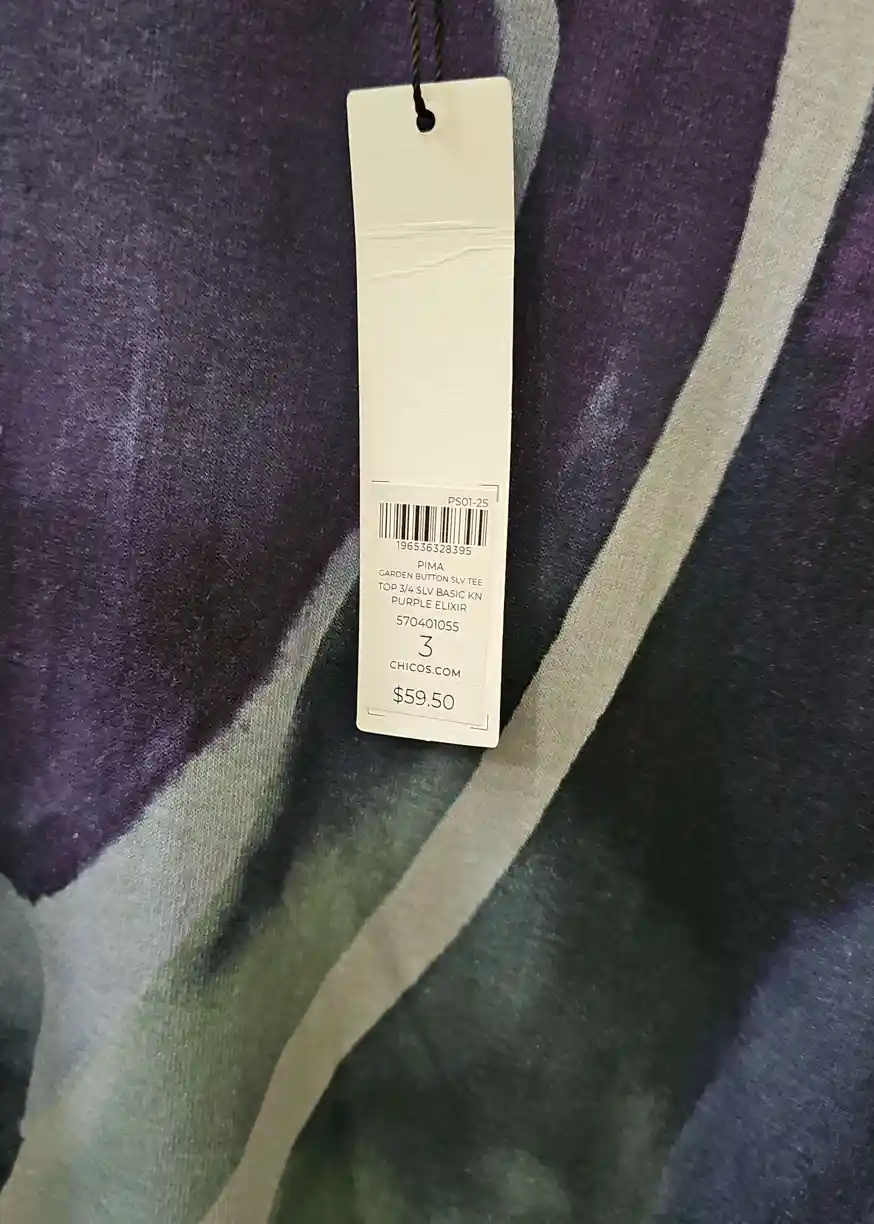 PS01-25
196536328395
PIMA
GARDEN BUTTON SLV TEE
TOP 3/4 SLV BASIC KN
PURPLE ELIXIR
570401055
3
CHICOS.COM
$59.50